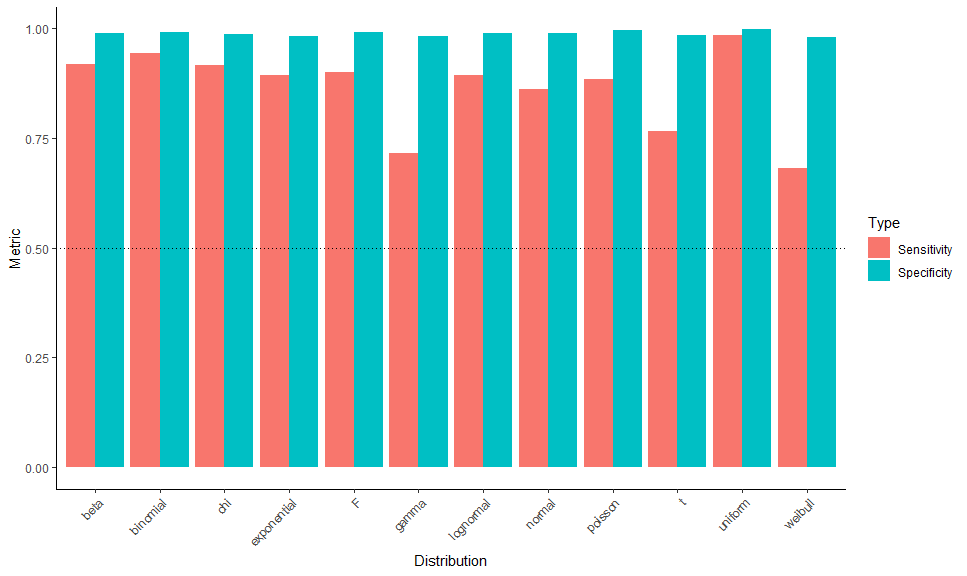 1.00
0.75
0.50
0.25
0.00
Metric
beta
binomial
chi
exponential
F
gamma
lognormal
normal
poisson
t
uniform
weibull
Distribution
Type
Sensitivity
Specificity